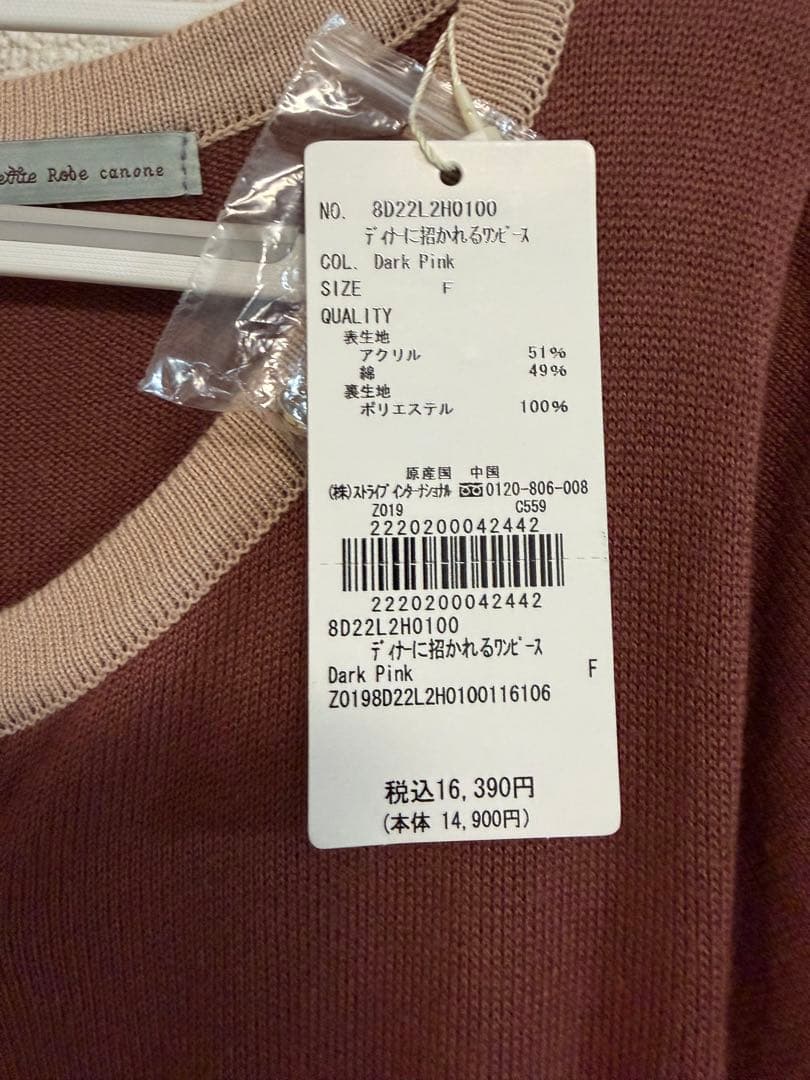 Robe canone
NO. 8D22L2H0100
ディナーに招かれるワンピース
COL. Dark Pink
SIZE F
QUALITY
表生地
アクリル 51%
綿 49%
裏生地
ポリエステル 100%
原産国 中国
(株)ストライプインターナショナル 0120-806-008
Z019 C559
2220200042442
2220200042442
8D22L2H0100
ディナーに招かれるワンピース
Dark Pink F
Z0198D22L2H0100116106
税込16,390円
(本体 14,900円)